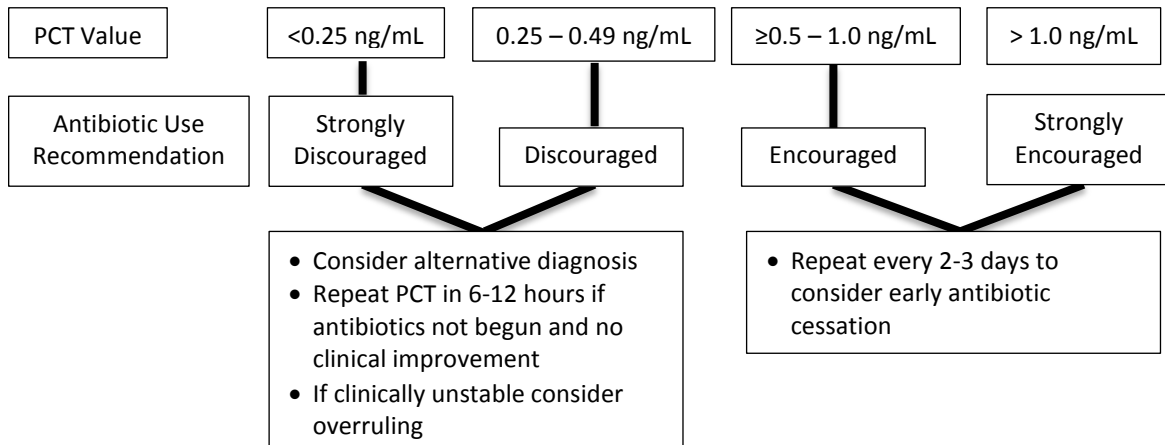 PCT Value
<0.25 ng/mL
0.25 – 0.49 ng/mL
≥0.5 – 1.0 ng/mL
> 1.0 ng/mL
Antibiotic Use
Recommendation
Strongly
Discouraged
Discouraged
Encouraged
Strongly
Encouraged
• Consider alternative diagnosis
• Repeat PCT in 6-12 hours if
antibiotics not begun and no
clinical improvement
• If clinically unstable consider
overruling
• Repeat every 2-3 days to
consider early antibiotic
cessation